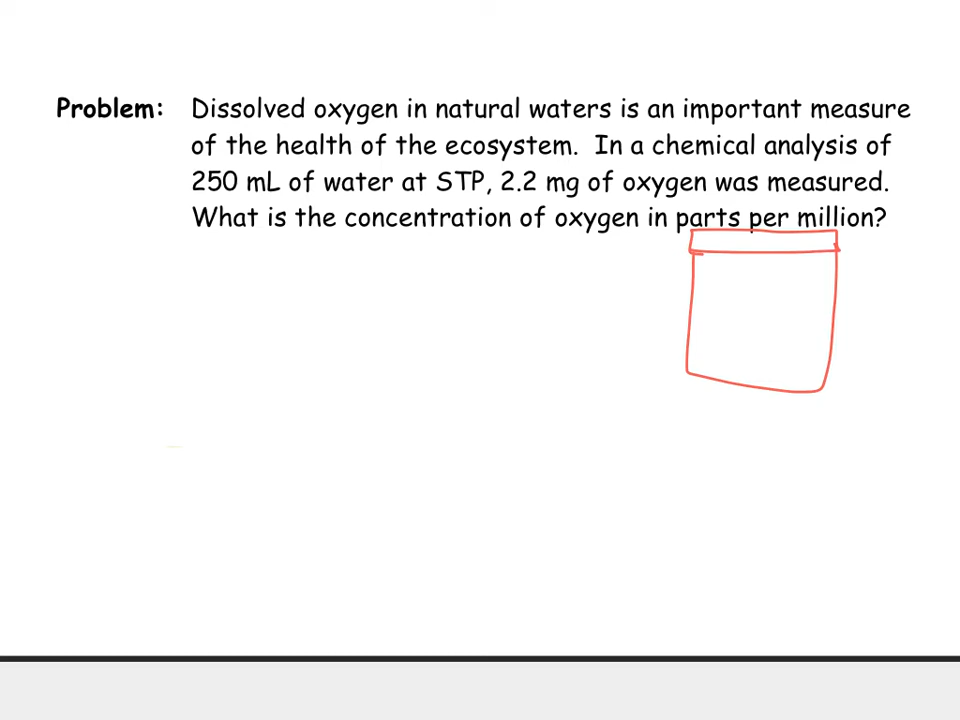 Problem: Dissolved oxygen in natural waters is an important measure
of the health of the ecosystem. In a chemical analysis of
250 mL of water at STP, 2.2 mg of oxygen was measured.
What is the concentration of oxygen in parts per million?